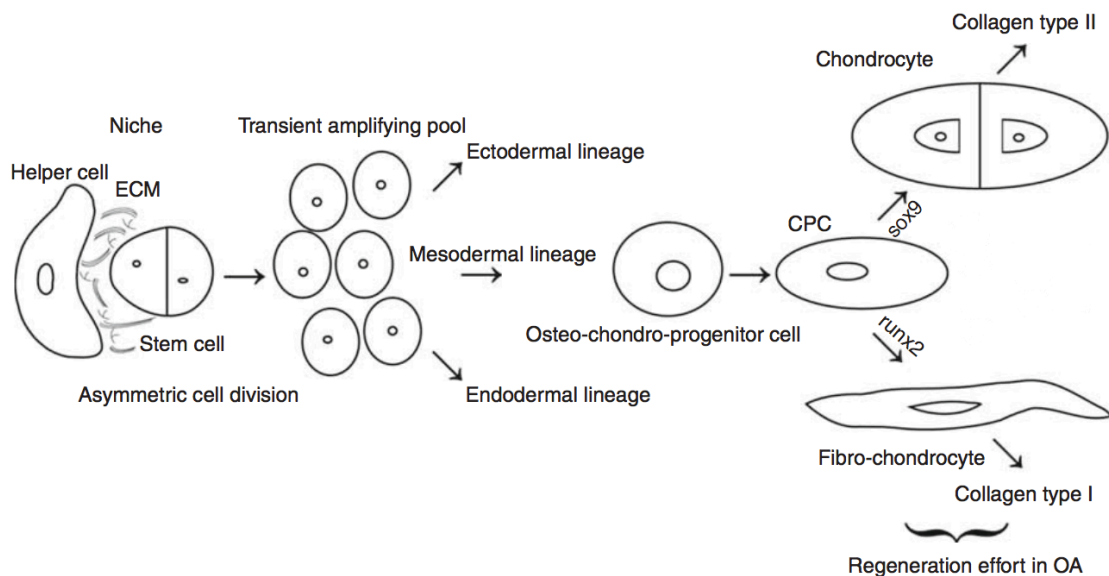 Collagen type II
Chondrocyte
Niche
Transient amplifying pool
Ectodermal lineage
Helper cell
ECM
CPC
sox9
Mesodermal lineage
Osteo-chondro-progenitor cell
runx2
Stem cell
Asymmetric cell division
Endodermal lineage
Fibro-chondrocyte
Collagen type I
Regeneration effort in OA